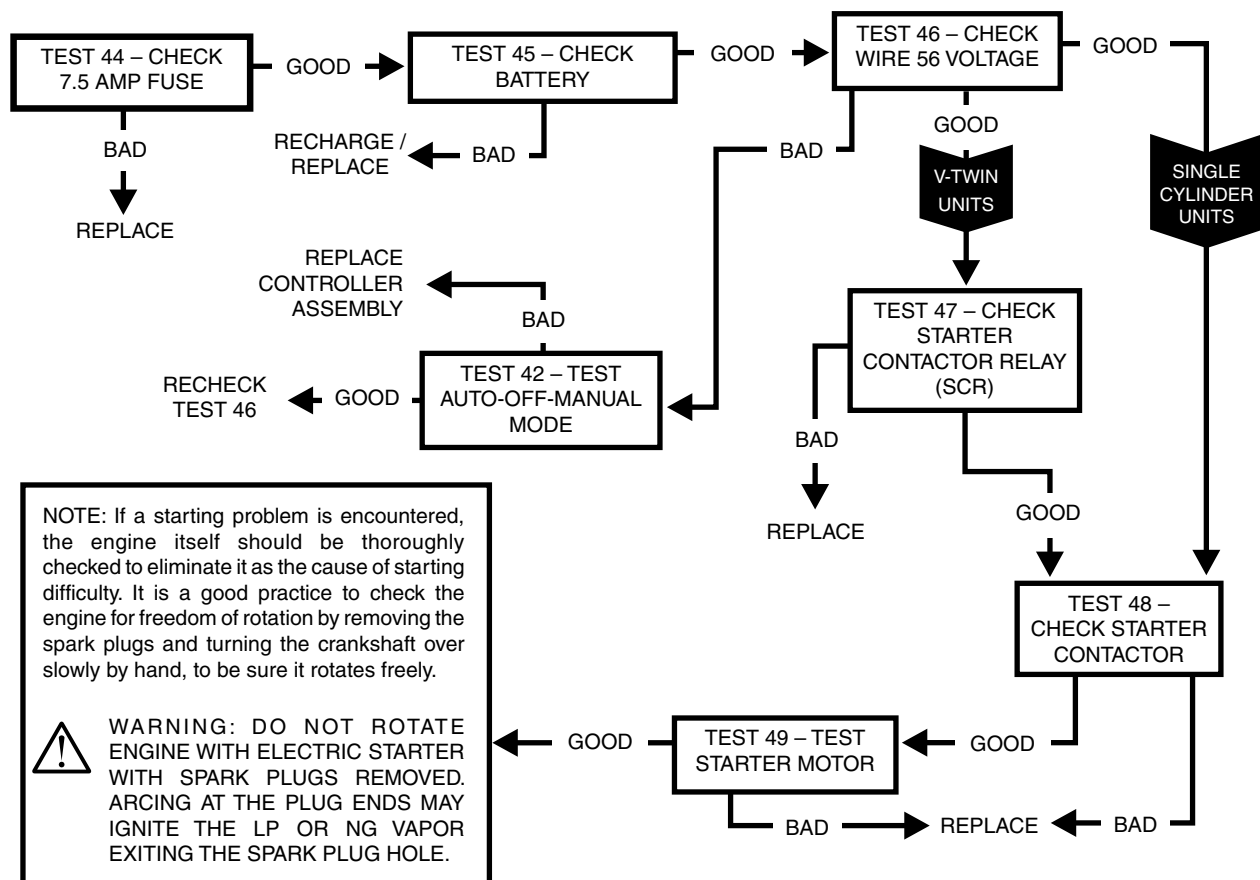 TEST 44 – CHECK
7.5 AMP FUSE
GOOD
TEST 45 – CHECK
BATTERY
GOOD
TEST 46 – CHECK
WIRE 56 VOLTAGE
GOOD
BAD
REPLACE
RECHARGE /
REPLACE
BAD
BAD
GOOD
V-TWIN
UNITS
SINGLE
CYLINDER
UNITS
REPLACE
CONTROLLER
ASSEMBLY
BAD
RECHECK
TEST 46
GOOD
TEST 42 – TEST
AUTO-OFF-MANUAL
MODE
TEST 47 – CHECK
STARTER
CONTACTOR RELAY
(SCR)
BAD
REPLACE
GOOD
TEST 48 –
CHECK STARTER
CONTACTOR
NOTE: If a starting problem is encountered,
the engine itself should be thoroughly
checked to eliminate it as the cause of starting
difficulty. It is a good practice to check the
engine for freedom of rotation by removing the
spark plugs and turning the crankshaft over
slowly by hand, to be sure it rotates freely.
WARNING: DO NOT ROTATE
ENGINE WITH ELECTRIC STARTER
WITH SPARK PLUGS REMOVED.
ARCING AT THE PLUG ENDS MAY
IGNITE THE LP OR NG VAPOR
EXITING THE SPARK PLUG HOLE.
GOOD
TEST 49 – TEST
STARTER MOTOR
GOOD
BAD
REPLACE
BAD